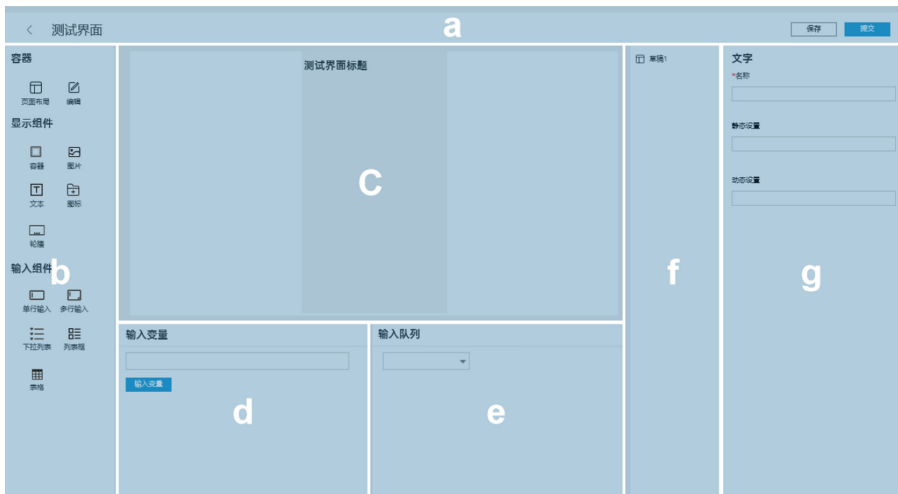 < 测试界面
a
保存 提交
容器
页面布局 编辑
显示组件
容器 图片
文本 图标
轮播
b
输入组件
单行输入 多行输入
下拉列表 列表框
表格
测试界面标题
C
输入变量
输入变量
d
输入队列
e
草稿1
f
文字
*名称
静态设置
动态设置
g